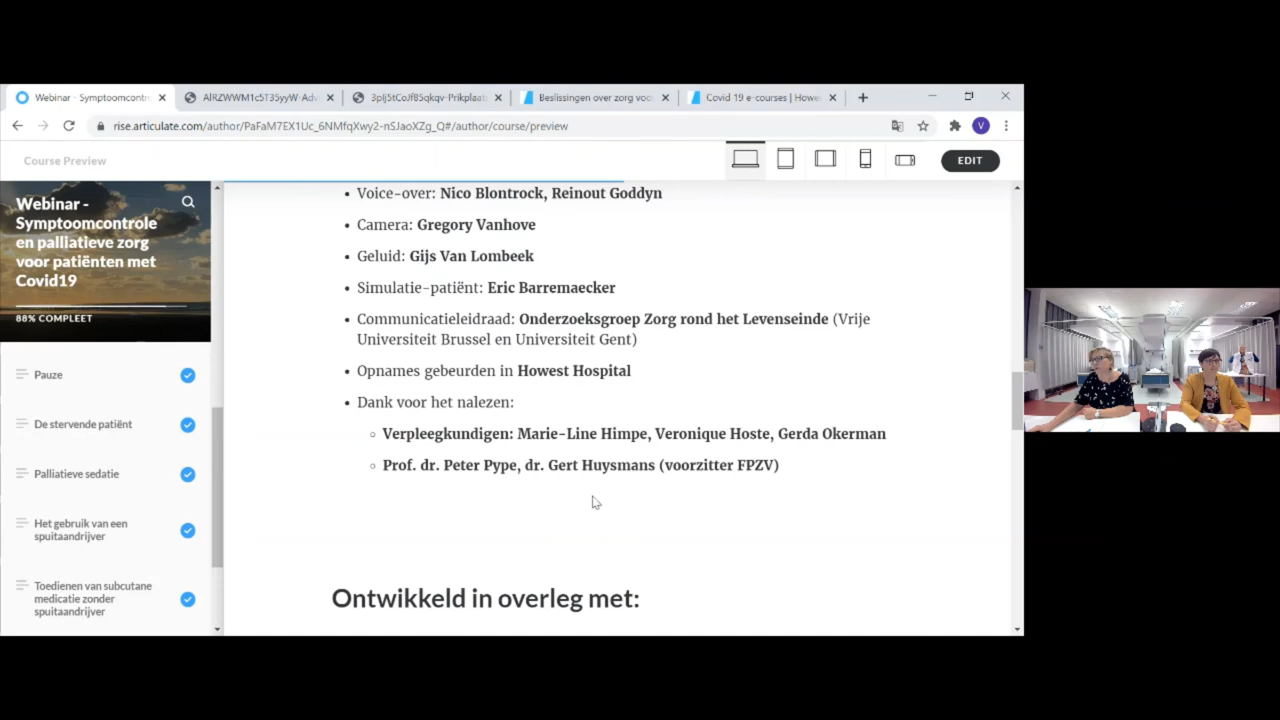 Webinar - Symptoomcontro
AlRZWWM1c5T35yyW-Adv
3pIj5tCoJf85qkqv-Prikplaats
Beslissingen over zorg voo
Covid 19 e-courses | Howe
rise.articulate.com/author/PaFaM7EX1Uc_6NMfqXwy2-nSJaoXZg_Q#/author/course/preview
V
Course Preview
EDIT
Webinar -
Symptoomcontrole
en palliatieve zorg
voor patiënten met
Covid19
88% COMPLEET
Pauze
De stervende patiënt
Palliatieve sedatie
Het gebruik van een
spuitaandrijver
Toedienen van subcutane
medicatie zonder
spuitaandrijver
• Voice-over: Nico Blontrock, Reinout Goddyn
• Camera: Gregory Vanhove
• Geluid: Gijs Van Lombeek
• Simulatie-patiënt: Eric Barremaecker
• Communicatieleidraad: Onderzoeksgroep Zorg rond het Levenseinde (Vrije
Universiteit Brussel en Universiteit Gent)
• Opnames gebeurden in Howest Hospital
• Dank voor het nalezen:
○ Verpleegkundigen: Marie-Line Himpe, Veronique Hoste, Gerda Okerman
○ Prof. dr. Peter Pype, dr. Gert Huysmans (voorzitter FPZV)
Ontwikkeld in overleg met: